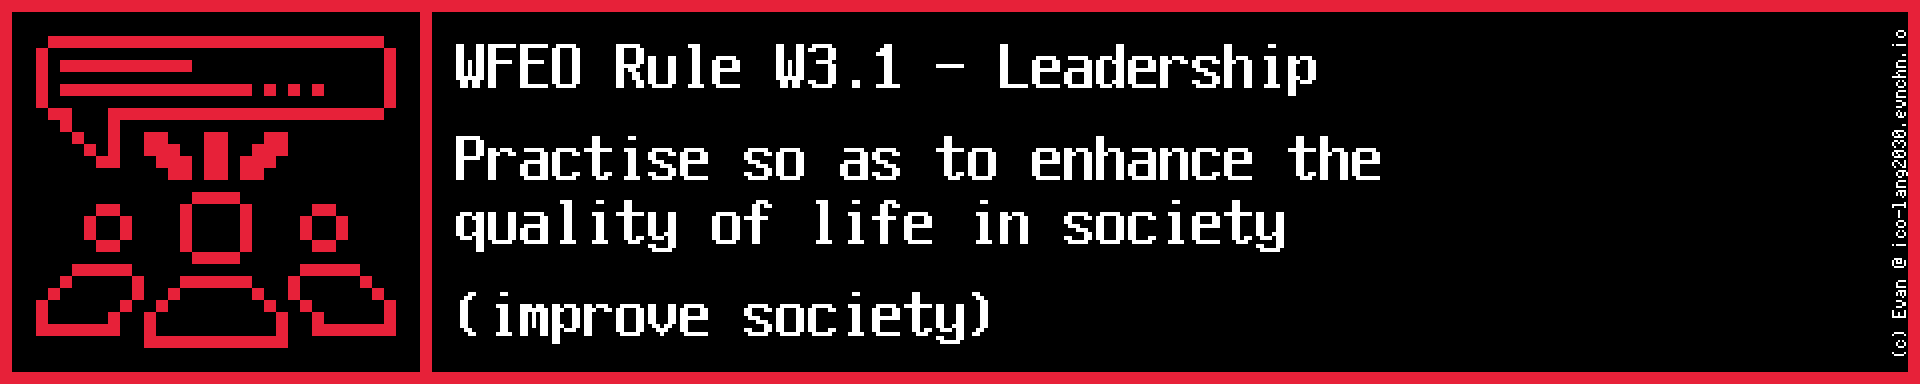 WFEO Rule W3.1 - Leadership
Practise so as to enhance the
quality of life in society
(improve society)
(c) Evan @ ico-lang2030.evnchn.io